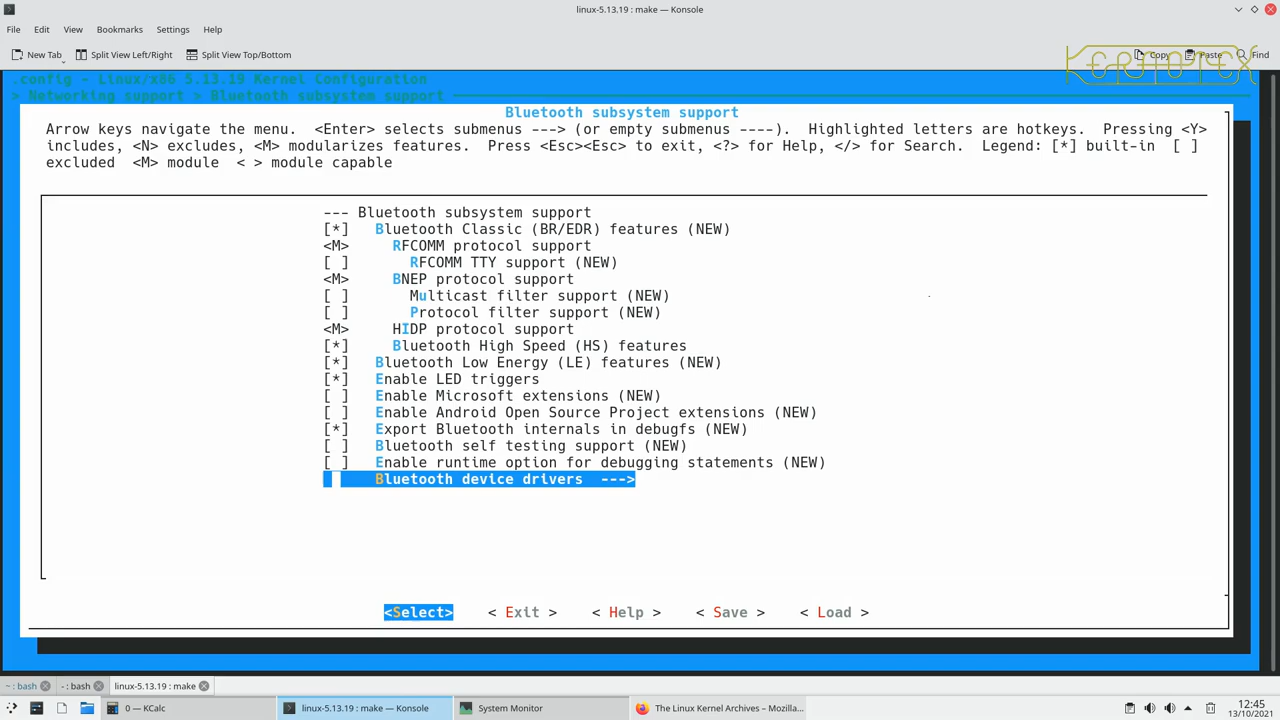 linux-5.13.19 : make — Konsole
File Edit View Bookmarks Settings Help
New Tab Split View Left/Right Split View Top/Bottom Copy Paste Find
KERNOTEX
.config - Linux/x86 5.13.19 Kernel Configuration
> Networking support > Bluetooth subsystem support
Bluetooth subsystem support
Arrow keys navigate the menu. <Enter> selects submenus ---> (or empty submenus ----). Highlighted letters are hotkeys. Pressing <Y>
includes, <N> excludes, <M> modularizes features. Press <Esc><Esc> to exit, <?> for Help, </> for Search. Legend: [*] built-in [ ]
excluded <M> module < > module capable
--- Bluetooth subsystem support
[*] Bluetooth Classic (BR/EDR) features (NEW)
<M> RFCOMM protocol support
[ ] RFCOMM TTY support (NEW)
<M> BNEP protocol support
[ ] Multicast filter support (NEW)
[ ] Protocol filter support (NEW)
<M> HIDP protocol support
[*] Bluetooth High Speed (HS) features
[*] Bluetooth Low Energy (LE) features (NEW)
[*] Enable LED triggers
[ ] Enable Microsoft extensions (NEW)
[ ] Enable Android Open Source Project extensions (NEW)
[*] Export Bluetooth internals in debugfs (NEW)
[ ] Bluetooth self testing support (NEW)
[ ] Enable runtime option for debugging statements (NEW)
Bluetooth device drivers --->
<Select> < Exit > < Help > < Save > < Load >
~ : bash - : bash linux-5.13.19 : make
0 — KCalc linux-5.13.19 : make — Konsole System Monitor The Linux Kernel Archives – Mozilla... 12:45
13/10/2021